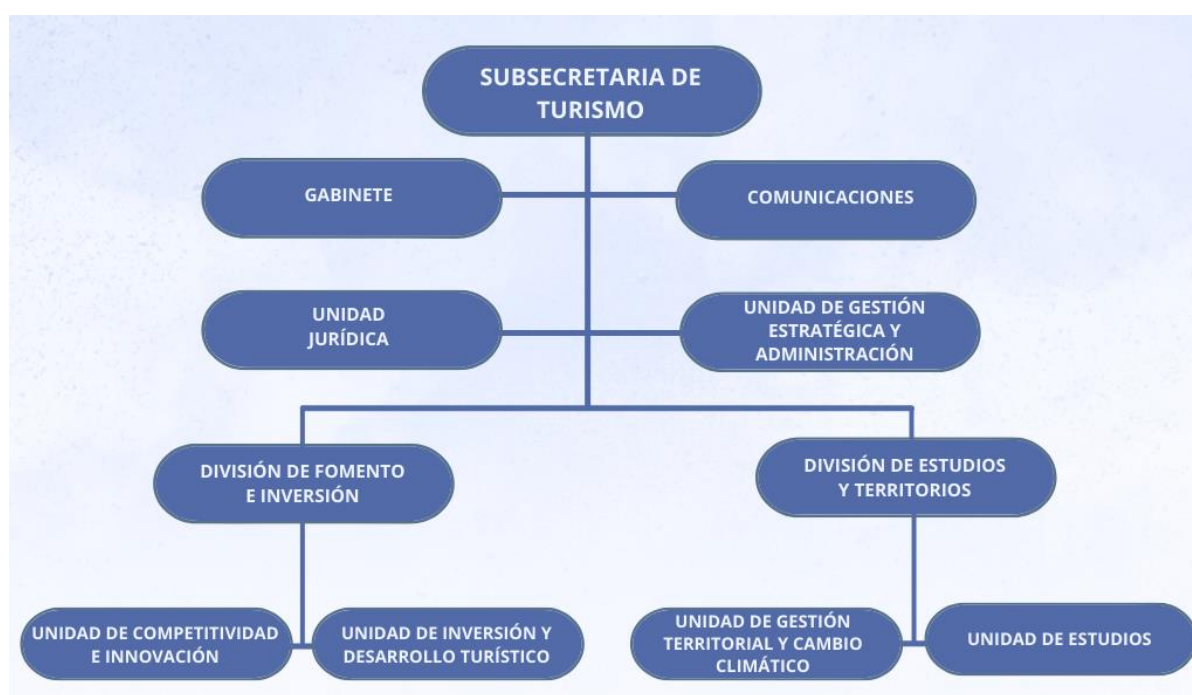 SUBSECRETARIA DE
TURISMO
GABINETE
COMUNICACIONES
UNIDAD
JURÍDICA
UNIDAD DE GESTIÓN
ESTRATÉGICA Y
ADMINISTRACIÓN
DIVISIÓN DE FOMENTO
E INVERSIÓN
DIVISIÓN DE ESTUDIOS
Y TERRITORIOS
UNIDAD DE COMPETITIVIDAD
E INNOVACIÓN
UNIDAD DE INVERSIÓN Y
DESARROLLO TURÍSTICO
UNIDAD DE GESTIÓN
TERRITORIAL Y CAMBIO
CLIMÁTICO
UNIDAD DE ESTUDIOS